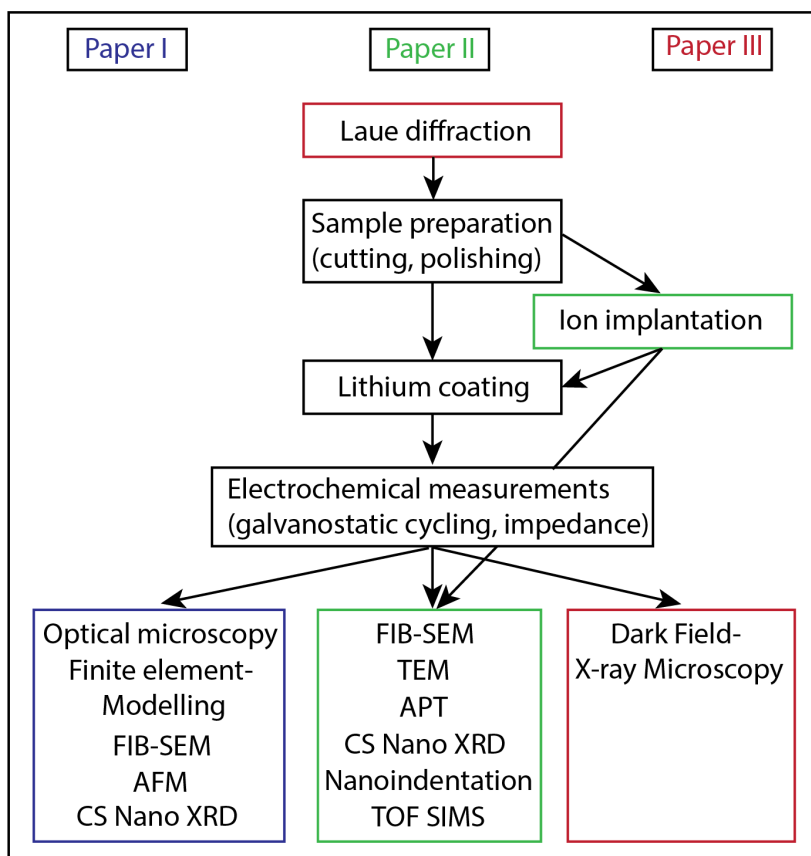 Paper I
Paper II
Paper III
Laue diffraction
Sample preparation
(cutting, polishing)
Ion implantation
Lithium coating
Electrochemical measurements
(galvanostatic cycling, impedance)
Optical microscopy
Finite element-
Modelling
FIB-SEM
AFM
CS Nano XRD
FIB-SEM
TEM
APT
CS Nano XRD
Nanoindentation
TOF SIMS
Dark Field-
X-ray Microscopy